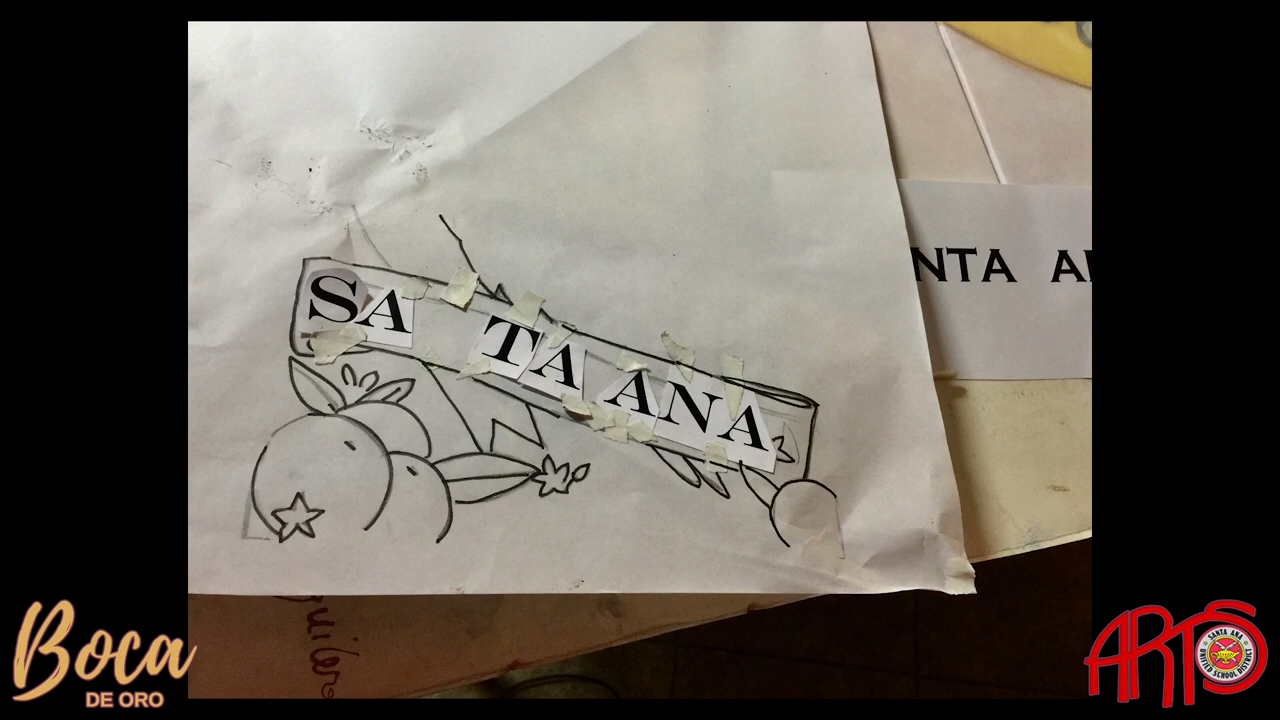 SA TA ANA
NTA A
Boca
DE ORO
ARTS
SANTA ANA
UNIFIED SCHOOL DISTRICT